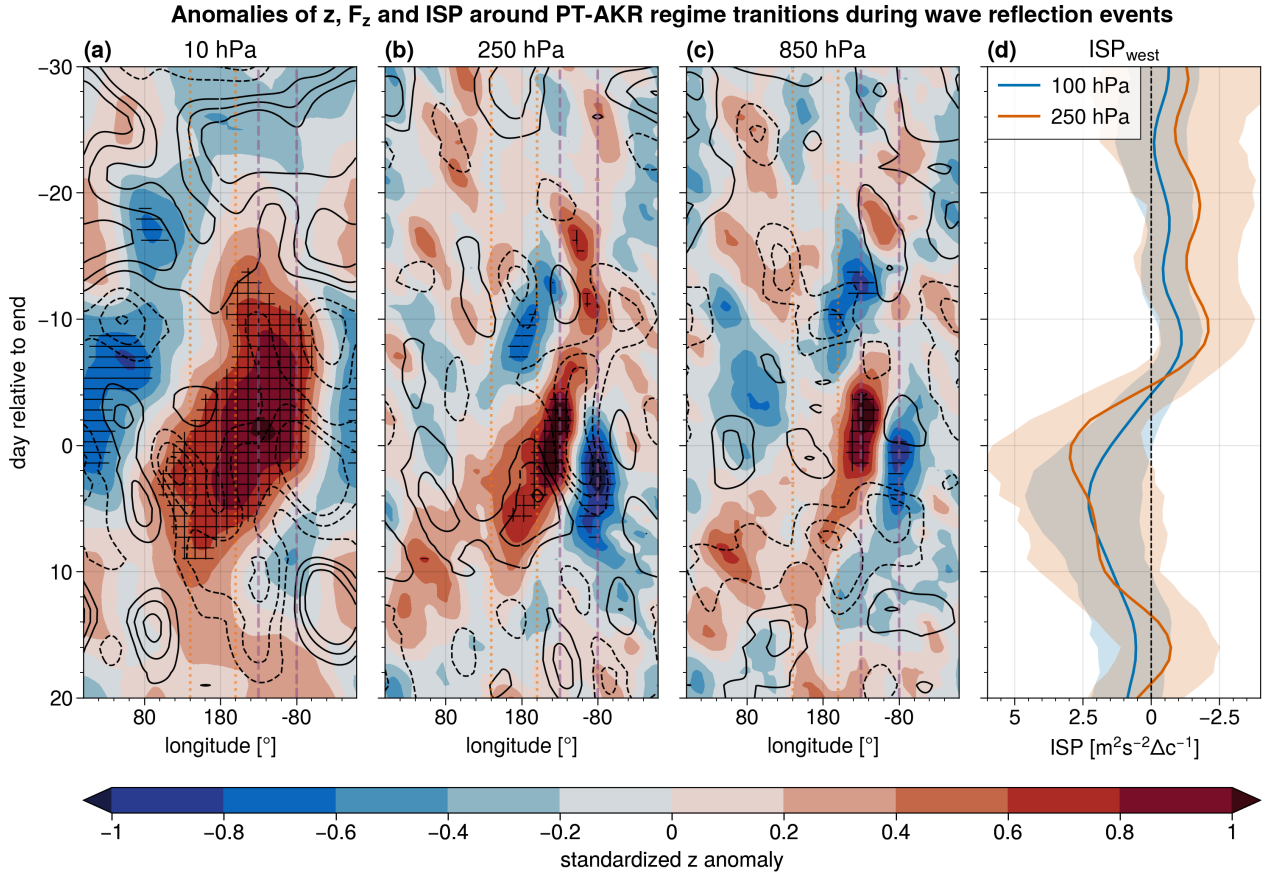 Anomalies of z, F_z and ISP around PT-AKR regime tranitions during wave reflection events
(a) 10 hPa
(b) 250 hPa
(c) 850 hPa
(d) ISP_west
100 hPa
250 hPa
day relative to end
−30
−20
−10
0
10
20
80 180 -80
80 180 -80
80 180 -80
5 2.5 0 −2.5
longitude [°]
longitude [°]
longitude [°]
ISP [m²s⁻²Δc⁻¹]
−1 −0.8 −0.6 −0.4 −0.2 0 0.2 0.4 0.6 0.8 1
standardized z anomaly